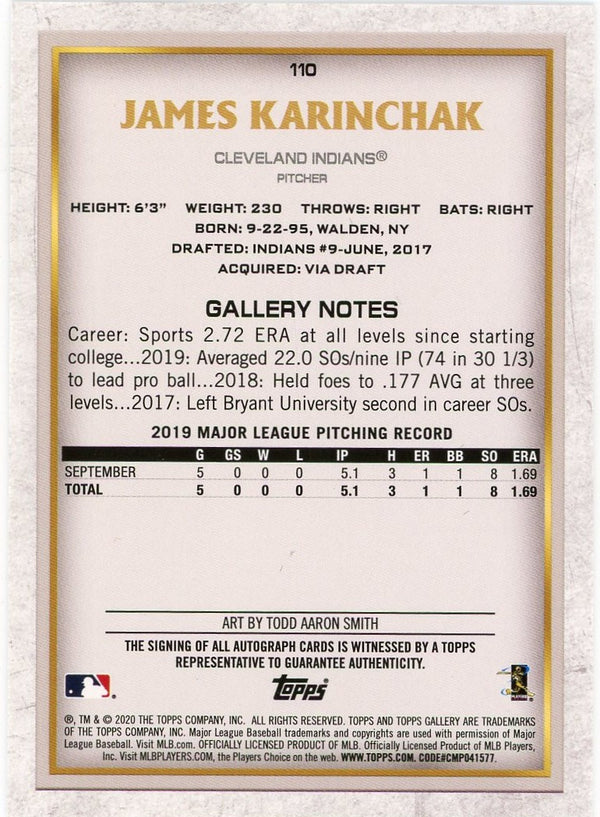 110
JAMES KARINCHAK
CLEVELAND INDIANS®
PITCHER
HEIGHT: 6'3" WEIGHT: 230 THROWS: RIGHT BATS: RIGHT
BORN: 9-22-95, WALDEN, NY
DRAFTED: INDIANS #9-JUNE, 2017
ACQUIRED: VIA DRAFT
GALLERY NOTES
Career: Sports 2.72 ERA at all levels since starting
college...2019: Averaged 22.0 SOs/nine IP (74 in 30 1/3)
to lead pro ball...2018: Held foes to .177 AVG at three
levels...2017: Left Bryant University second in career SOs.
2019 MAJOR LEAGUE PITCHING RECORD
G GS W L IP H ER BB SO ERA
SEPTEMBER 5 0 0 0 5.1 3 1 1 8 1.69
TOTAL 5 0 0 0 5.1 3 1 1 8 1.69
ART BY TODD AARON SMITH
THE SIGNING OF ALL AUTOGRAPH CARDS IS WITNESSED BY A TOPPS
REPRESENTATIVE TO GUARANTEE AUTHENTICITY.
topps
®, TM & © 2020 THE TOPPS COMPANY, INC. ALL RIGHTS RESERVED. TOPPS AND TOPPS GALLERY ARE TRADEMARKS
OF THE TOPPS COMPANY, INC. Major League Baseball trademarks and copyrights are used with permission of Major
League Baseball. Visit MLB.com. OFFICIALLY LICENSED PRODUCT OF MLB. Officially Licensed Product of MLB Players,
Inc. Visit MLBPLAYERS.COM, the Players Choice on the web. WWW.TOPPS.COM. CODE#CMP041577.